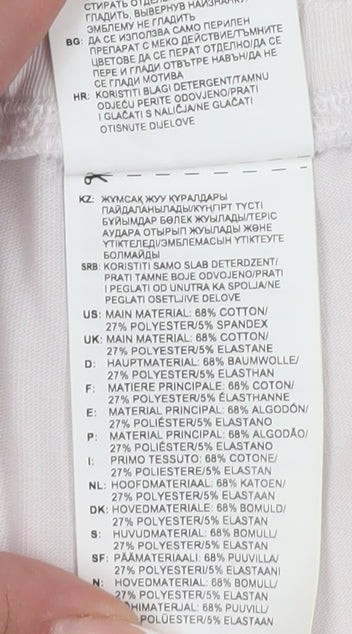 СТИРАТЬ
ГЛАДИТЬ, ВЫВЕРНУВ НАИЗНАНКУ
ЭМБЛЕМУ НЕ ГЛАДИТЬ
BG: ДА СЕ ИЗПОЛЗВА САМО ПЕРИЛЕН
ПРЕПАРАТ С МЕКО ДЕЙСТВИЕ/ТЪМНИТЕ
ЦВЕТОВЕ ДА СЕ ПЕРАТ ОТДЕЛНО/ДА СЕ
ПЕРЕ И ГЛАДИ ОТВЪТРЕ НАВЪН/ДА НЕ
СЕ ГЛАДИ МОТИВА
HR: KORISTITI BLAGI DETERGENT/TAMNU
ODJEĆU PERITE ODOVJENO/PRATI
I GLAČATI S NALIČJA/NE GLAČATI
OTISNUTE DIJELOVE
KZ: ЖҰМСАҚ ЖУУ ҚҰРАЛДАРЫ
ПАЙДАЛАНЫЛАДЫ/КҮҢГІРТ ТҮСТІ
БҰЙЫМДАР БӨЛЕК ЖУЫЛАДЫ/ТЕРІС
АУДАРА ОТЫРЫП ЖУЫЛАДЫ ЖӘНЕ
ҮТІКТЕЛЕДІ/ЭМБЛЕМАСЫН ҮТІКТЕУГЕ
БОЛМАЙДЫ
SRB: KORISTITI SAMO SLAB DETERDZENT/
PRATI TAMNE BOJE ODVOJENO/PRATI
I PEGLATI OD UNUTRA KA SPOLJA/NE
PEGLATI OSETLJIVE DELOVE
US: MAIN MATERIAL: 68% COTTON/
27% POLYESTER/5% SPANDEX
UK: MAIN MATERIAL: 68% COTTON/
27% POLYESTER/5% ELASTANE
D: HAUPTMATERIAL: 68% BAUMWOLLE/
27% POLYESTER/5% ELASTHAN
F: MATIERE PRINCIPALE: 68% COTON/
27% POLYESTER/5% ÉLASTHANNE
E: MATERIAL PRINCIPAL: 68% ALGODÓN/
27% POLIÉSTER/5% ELASTANO
P: MATERIAL PRINCIPAL: 68% ALGODÃO/
27% POLIÉSTER/5% ELASTANO
I: PRIMO TESSUTO: 68% COTONE/
27% POLIESTERE/5% ELASTAN
NL: HOOFDMATERIAAL: 68% KATOEN/
27% POLYESTER/5% ELASTAAN
DK: HOVEDMATERIALE: 68% BOMULD/
27% POLYESTER/5% ELASTAN
S: HUVUDMATERIAL: 68% BOMULL/
27% POLYESTER/5% ELASTAN
SF: PÄÄMATERIAALI: 68% PUUVILLA/
27% POLYESTERI/5% ELASTAANI
N: HOVEDMATERIAL: 68% BOMULL/
27% POLYESTER/5% ELASTAN
68% PUUVILL/
POLÜESTER/5% ELASTAAN